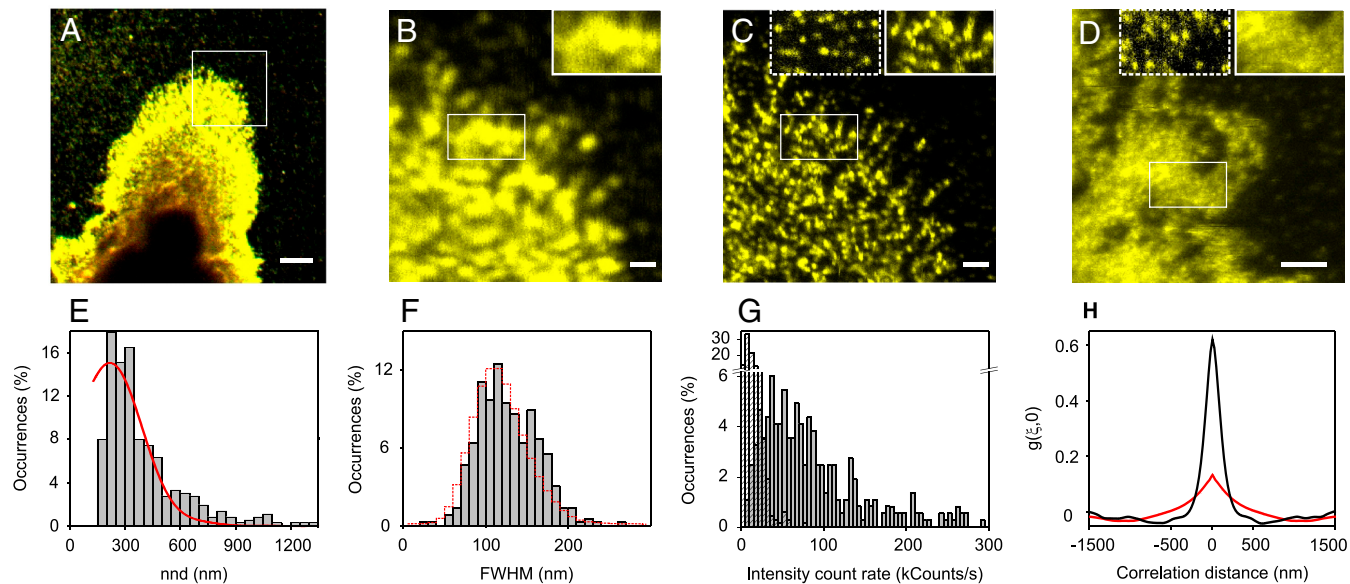 A
B
C
D
E
Occurrences (%)
16
12
8
4
0
0 300 600 900 1200
nnd (nm)
F
Occurrences (%)
12
6
0
0 100 200
FWHM (nm)
G
Occurrences (%)
30
20
6
4
2
0
0 100 200 300
Intensity count rate (kCounts/s)
H
g(ξ,0)
0.6
0.4
0.2
0
-1500 -500 0 500 1500
Correlation distance (nm)